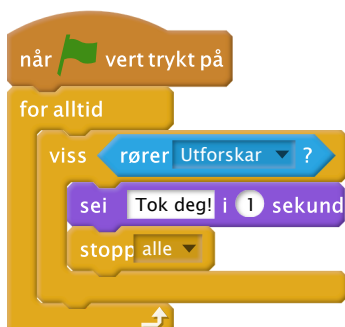 når vert trykt på
for alltid
viss rører Utforskar ?
sei Tok deg! i 1 sekund
stopp alle